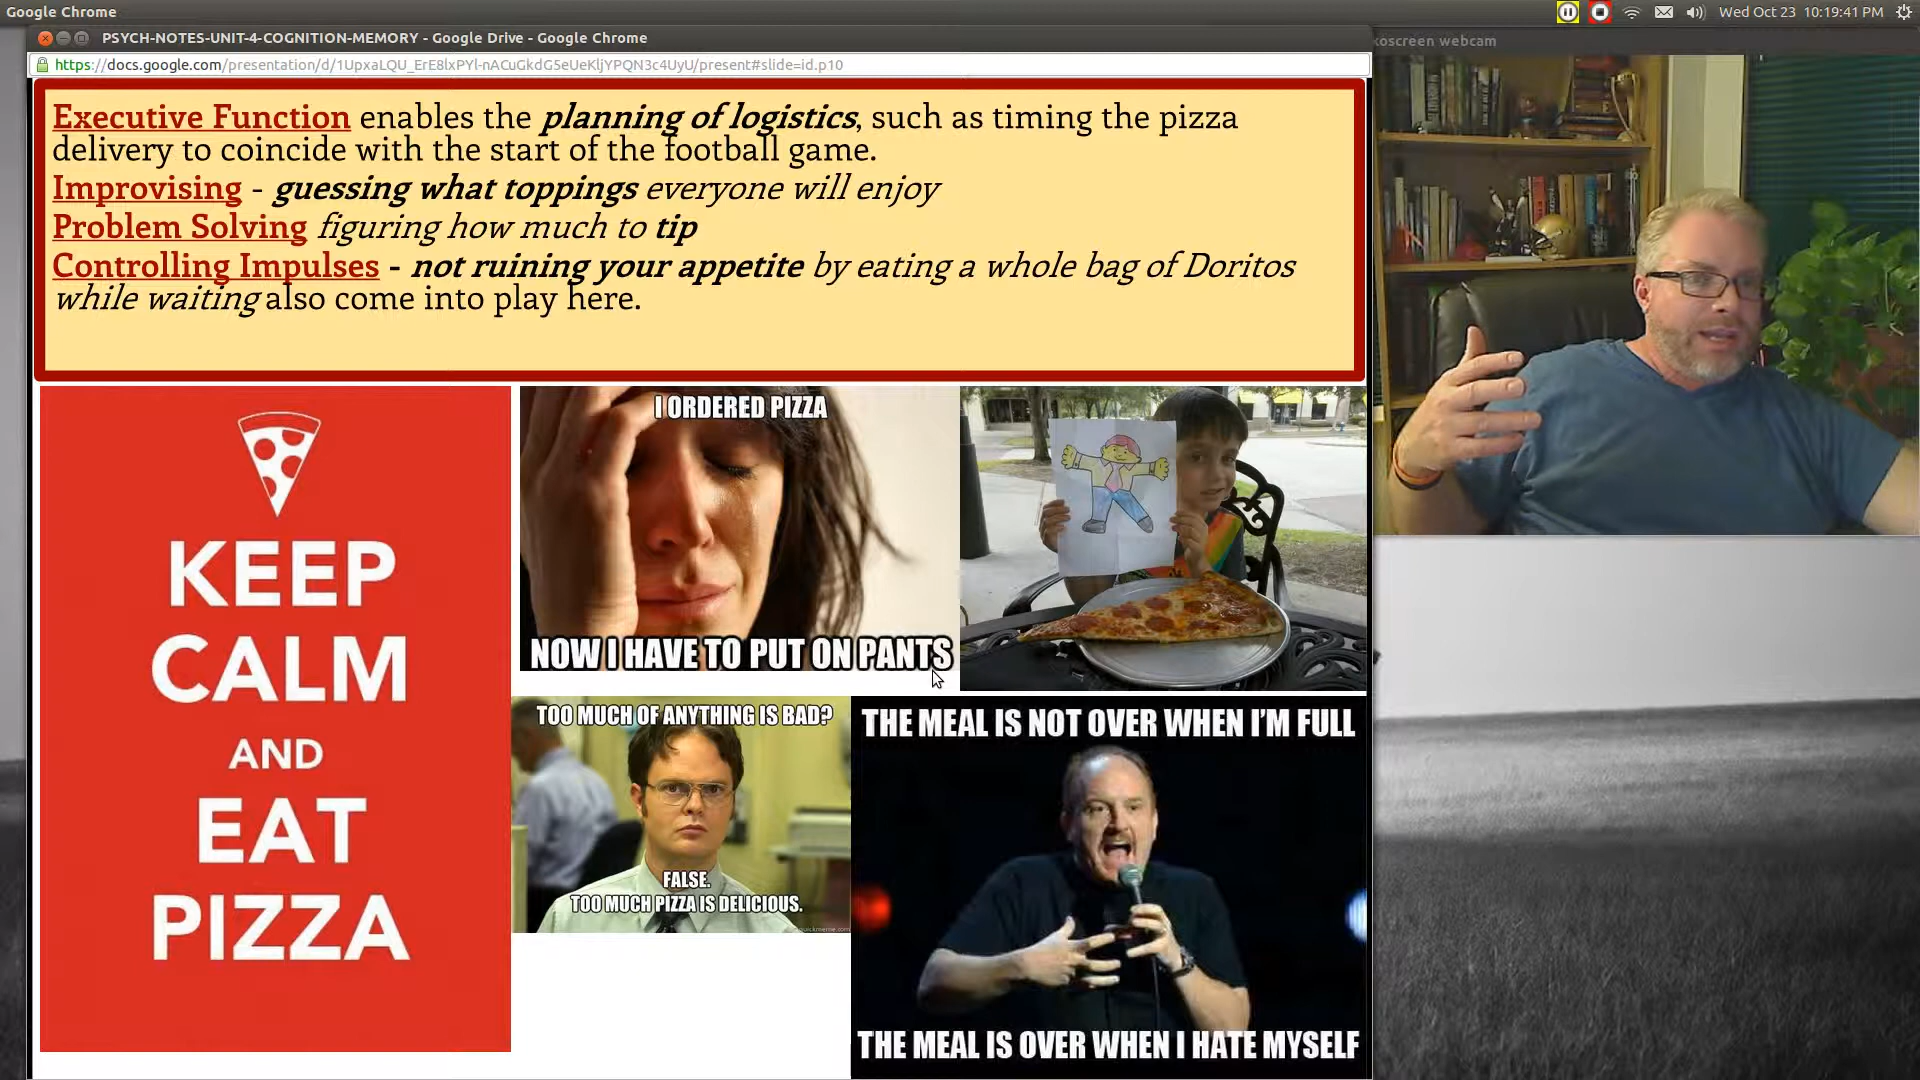 Google Chrome
Wed Oct 23 10:19:41 PM
PSYCH-NOTES-UNIT-4-COGNITION-MEMORY - Google Drive - Google Chrome
koscreen webcam
https://docs.google.com/presentation/d/1UpxaLQU_ErE8lxPYl-nACuGkdG5eUeKljYPQN3c4UyU/present#slide=id.p10
Executive Function enables the planning of logistics, such as timing the pizza
delivery to coincide with the start of the football game.
Improvising - guessing what toppings everyone will enjoy
Problem Solving figuring how much to tip
Controlling Impulses - not ruining your appetite by eating a whole bag of Doritos
while waiting also come into play here.
KEEP
CALM
AND
EAT
PIZZA
I ORDERED PIZZA
NOW I HAVE TO PUT ON PANTS
TOO MUCH OF ANYTHING IS BAD?
FALSE.
TOO MUCH PIZZA IS DELICIOUS.
quickmeme.com
THE MEAL IS NOT OVER WHEN I'M FULL
THE MEAL IS OVER WHEN I HATE MYSELF